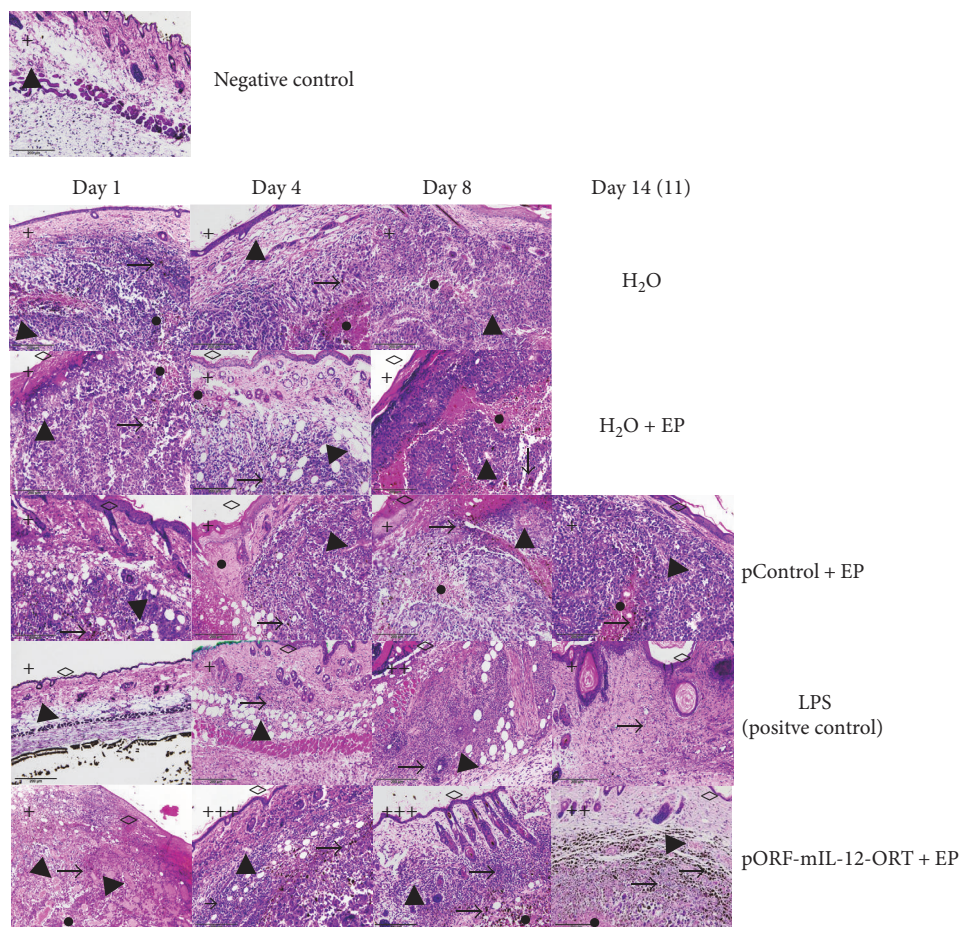 Negative control
Day 1 Day 4 Day 8 Day 14 (11)
+ + +
H₂O
+ + +
H₂O + EP
+ + + +
pControl + EP
+ + ++ +
LPS
(positve control)
+ +++ +++ ++
pORF-mIL-12-ORT + EP